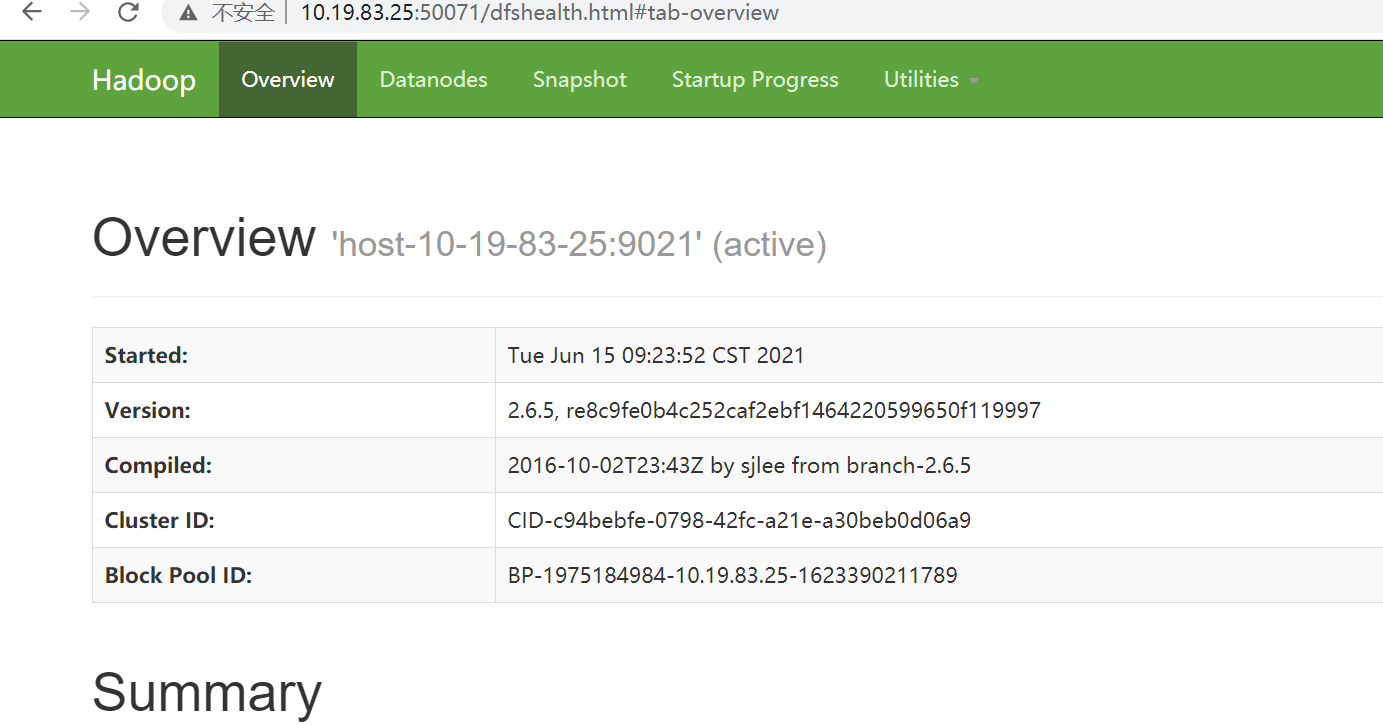 不安全 10.19.83.25:50071/dfshealth.html#tab-overview
Hadoop Overview Datanodes Snapshot Startup Progress Utilities
Overview 'host-10-19-83-25:9021' (active)
Started: Tue Jun 15 09:23:52 CST 2021
Version: 2.6.5, re8c9fe0b4c252caf2ebf1464220599650f119997
Compiled: 2016-10-02T23:43Z by sjlee from branch-2.6.5
Cluster ID: CID-c94bebfe-0798-42fc-a21e-a30beb0d06a9
Block Pool ID: BP-1975184984-10.19.83.25-1623390211789
Summary